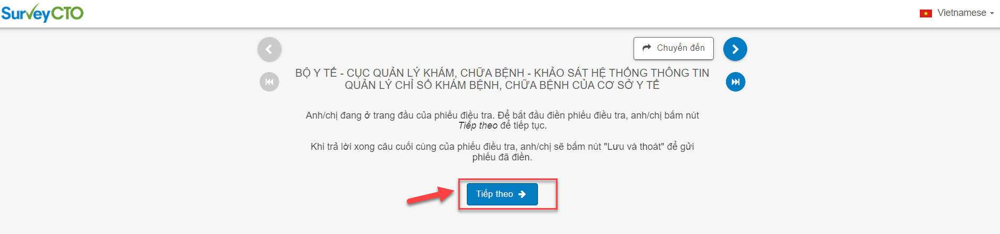 SurveyCTO
Vietnamese
Chuyển đến
BỘ Y TẾ - CỤC QUẢN LÝ KHÁM, CHỮA BỆNH - KHẢO SÁT HỆ THỐNG THÔNG TIN
QUẢN LÝ CHỈ SỐ KHÁM BỆNH, CHỮA BỆNH CỦA CƠ SỞ Y TẾ
Anh/chị đang ở trang đầu của phiếu điều tra. Để bắt đầu điền phiếu điều tra, anh/chị bấm nút
Tiếp theo để tiếp tục.
Khi trả lời xong câu cuối cùng của phiếu điều tra, anh/chị sẽ bấm nút "Lưu và thoát" để gửi
phiếu đã điền.
Tiếp theo